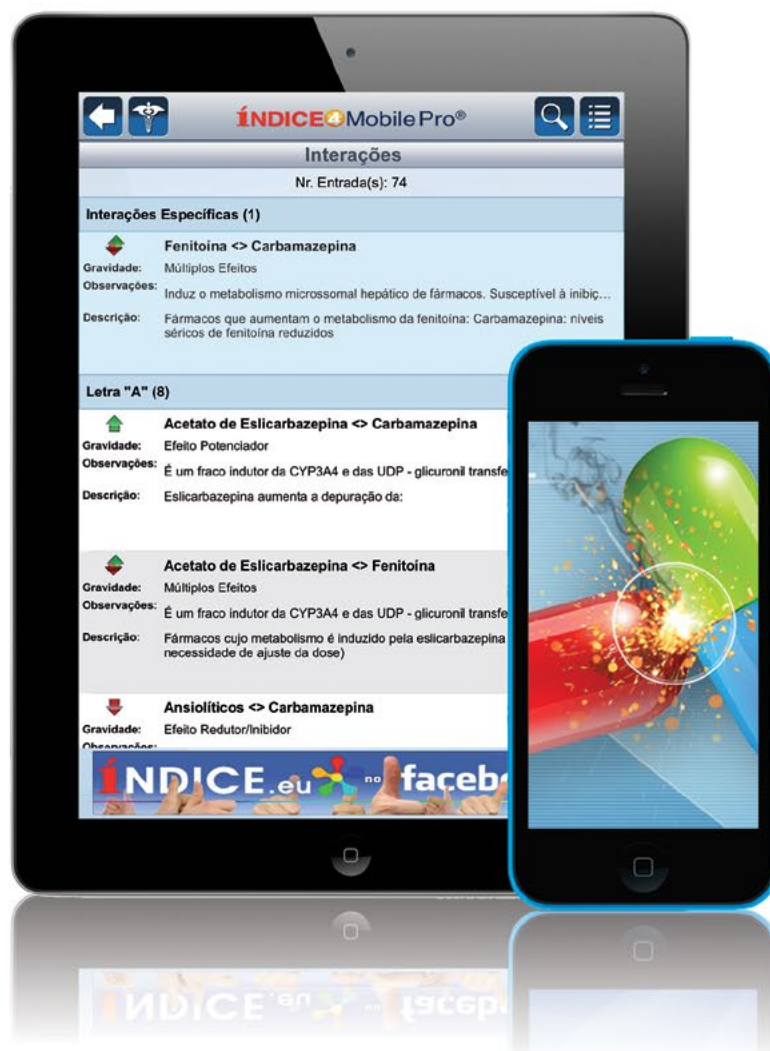 ÍNDICE4MobilePro®
Interações
Nr. Entrada(s): 74
Interações Específicas (1)
Fenitoína <> Carbamazepina
Gravidade: Múltiplos Efeitos
Observações: Induz o metabolismo microssomal hepático de fármacos. Susceptível à inibiç...
Descrição: Fármacos que aumentam o metabolismo da fenitoína: Carbamazepina: níveis
séricos de fenitoína reduzidos
Letra "A" (8)
Acetato de Eslicarbazepina <> Carbamazepina
Gravidade: Efeito Potenciador
Observações: É um fraco indutor da CYP3A4 e das UDP - glicuronil transfe
Descrição: Eslicarbazepina aumenta a depuração da:
Acetato de Eslicarbazepina <> Fenitoína
Gravidade: Múltiplos Efeitos
Observações: É um fraco indutor da CYP3A4 e das UDP - glicuronil transfe
Descrição: Fármacos cujo metabolismo é induzido pela eslicarbazepina
necessidade de ajuste da dose)
Ansiolíticos <> Carbamazepina
Gravidade: Efeito Redutor/Inibidor
Observações:
ÍNDICE.eu no faceb